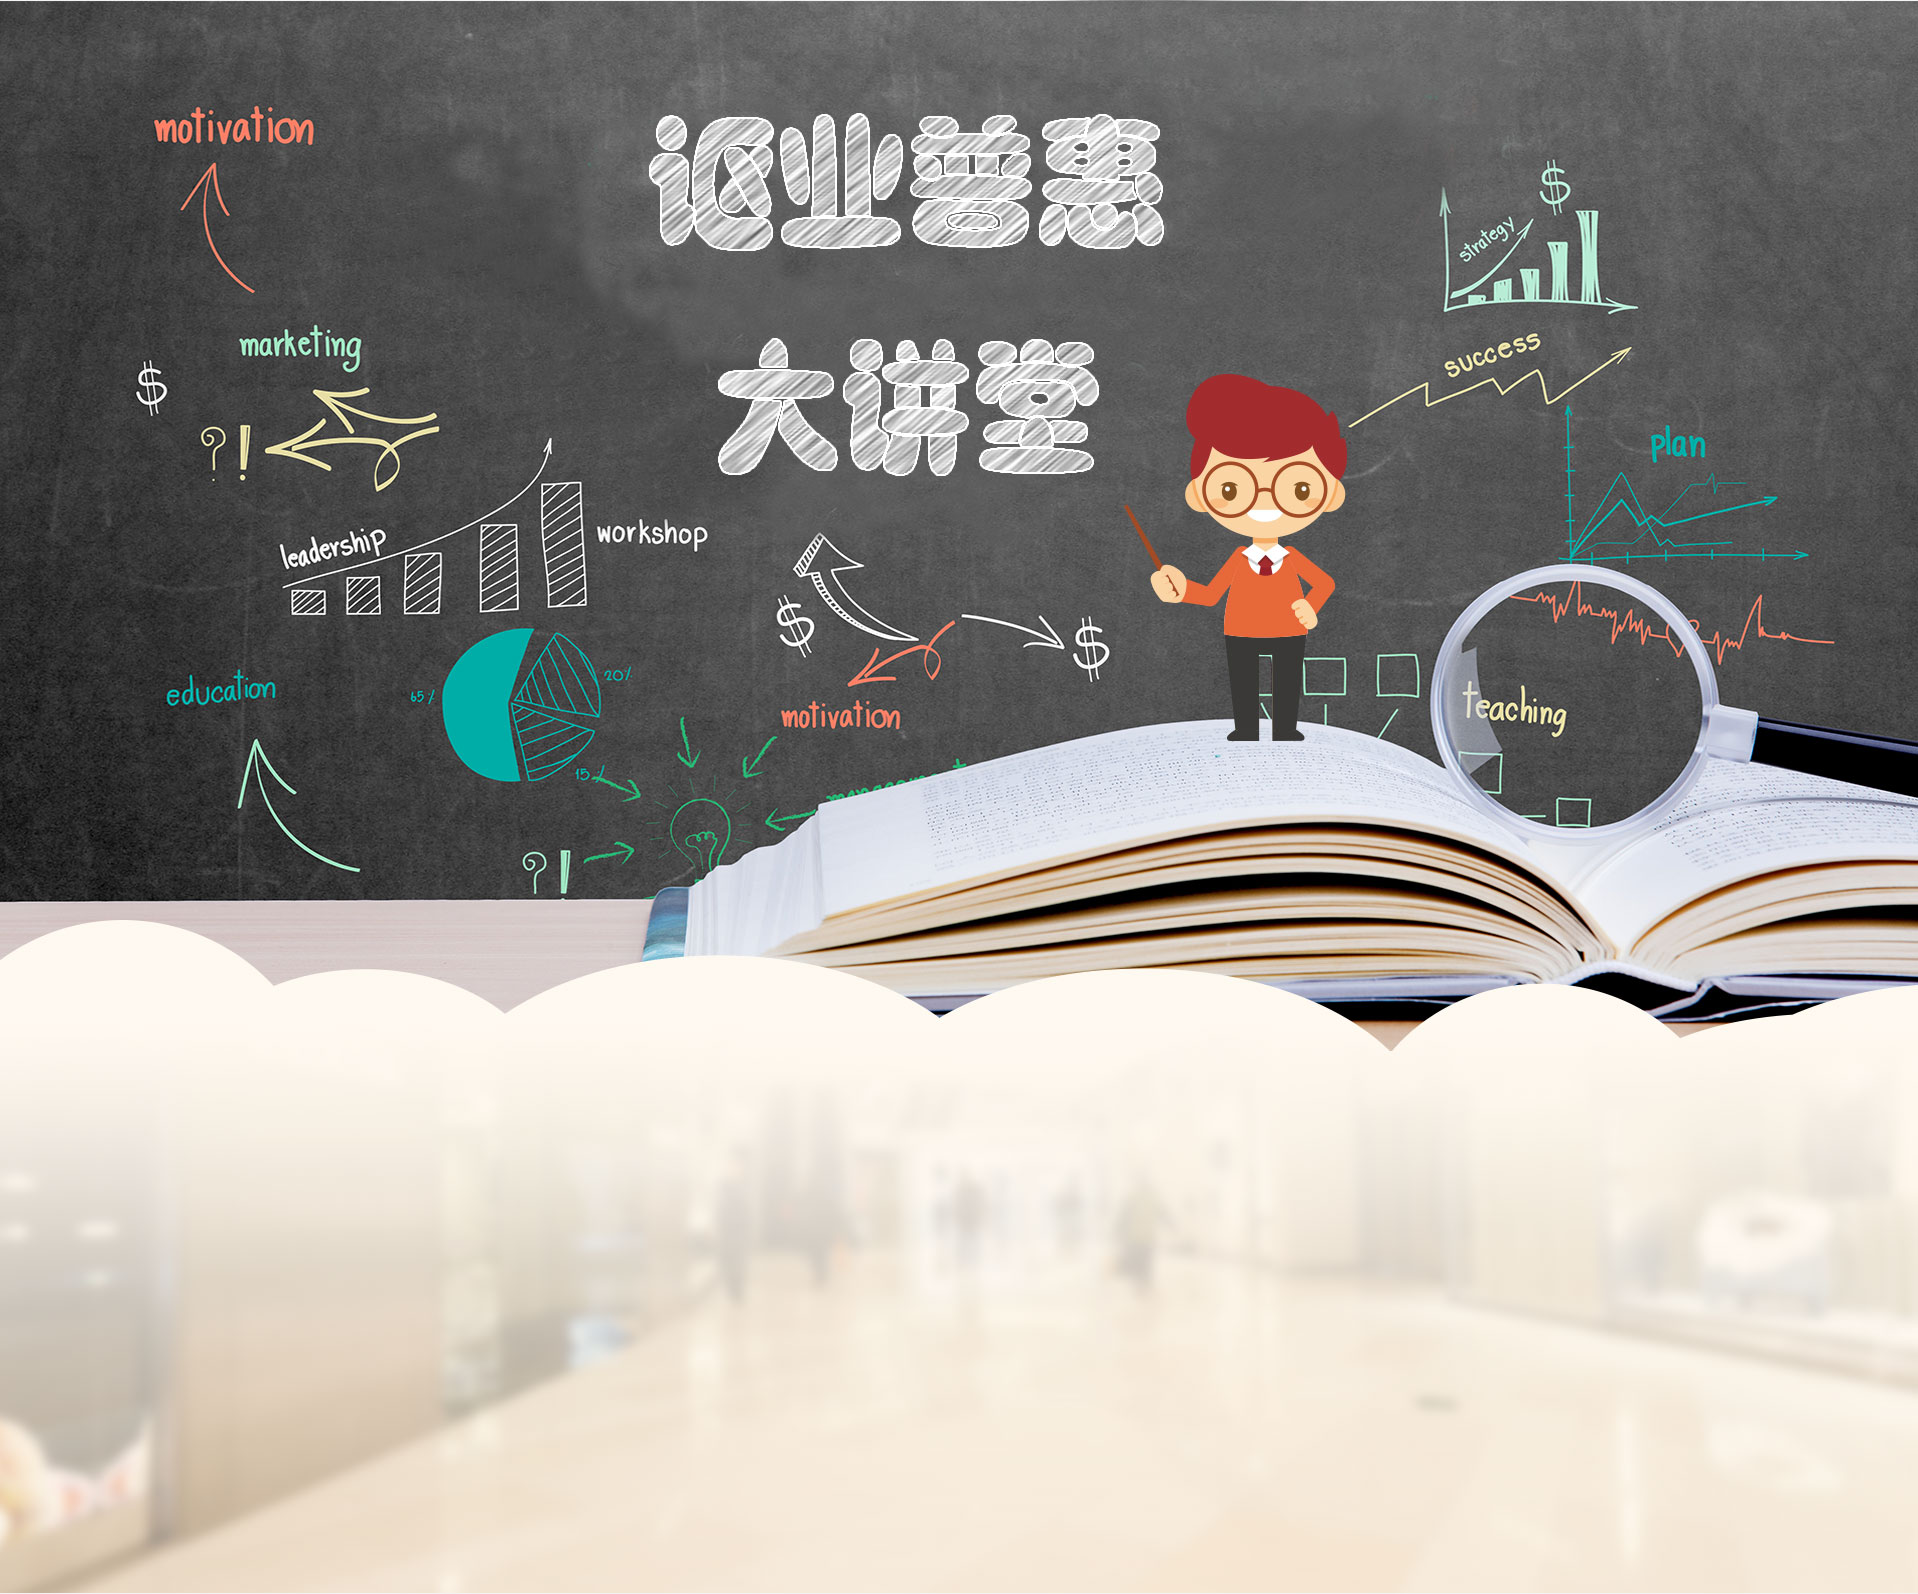 motivation
讴业普惠
$
strategy
marketing
success
$
大讲堂
?!
plan
leadership
workshop
$
$
education
65%
20%
motivation
teaching
15%
?!